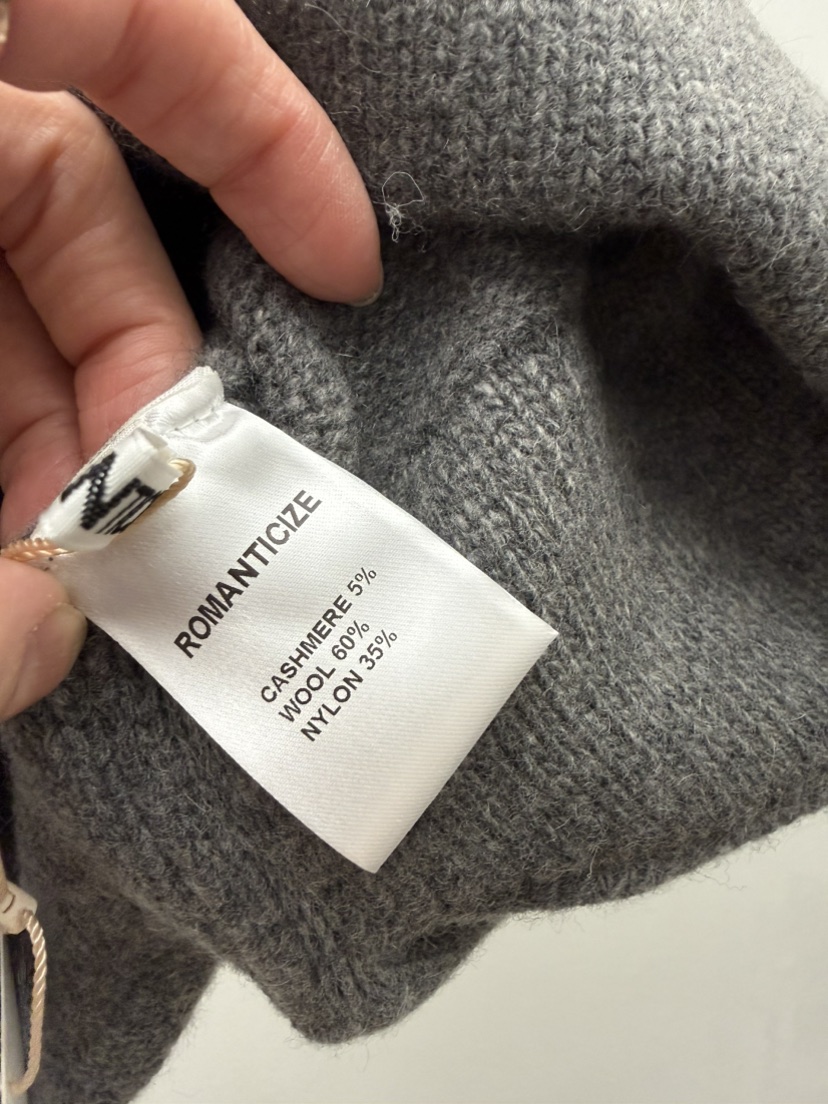 ROMANTICIZE
CASHMERE 5%
WOOL 60%
NYLON 35%